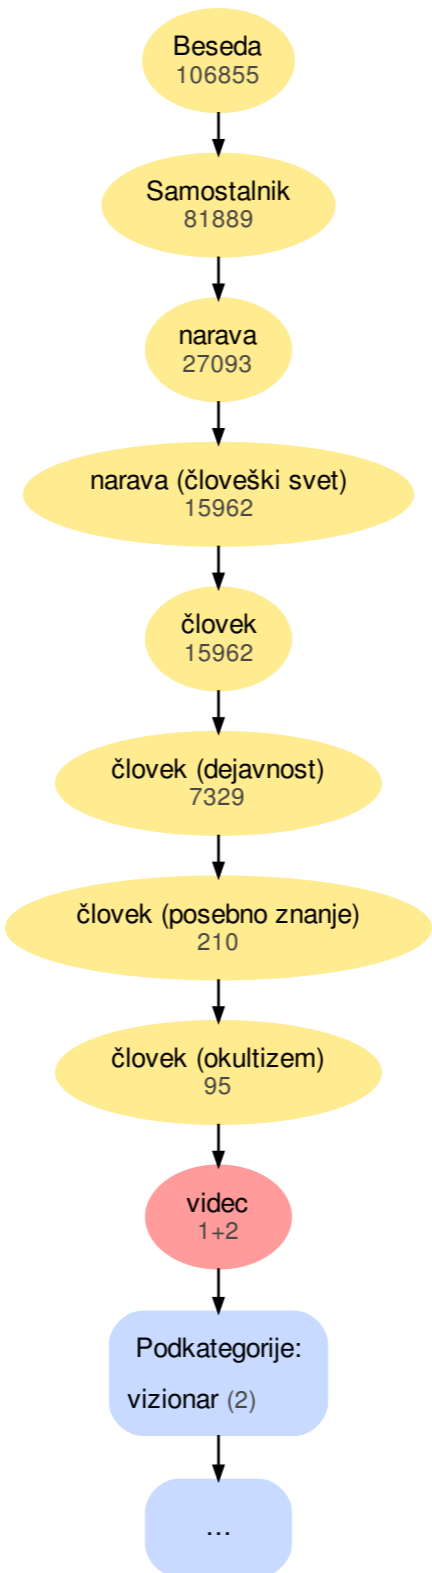 Beseda
106855
Samostalnik
81889
narava
27093
narava (človeški svet)
15962
človek
15962
človek (dejavnost)
7329
človek (posebno znanje)
210
človek (okultizem)
95
videc
1+2
Podkategorije:
vizionar (2)
...